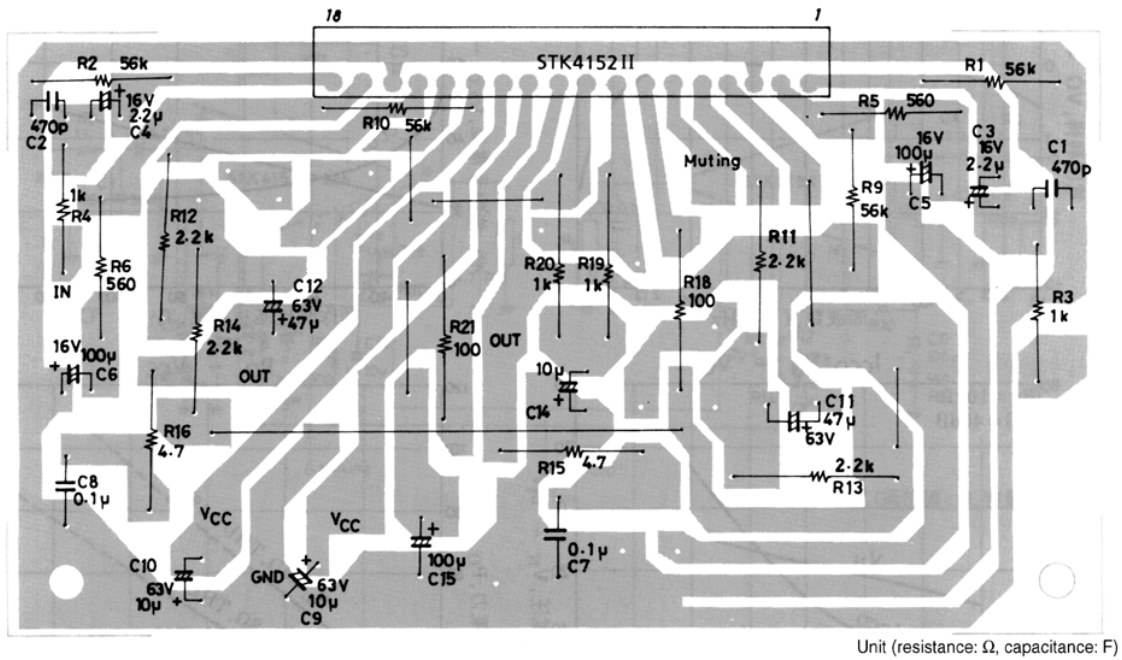 18 1
STK4152II
R2 56k
16V
2.2μ
470p
C2 C4
R10 56k
R1 56k
R5 560
16V
100μ
C5
C3
16V
2.2μ
C1
470p
Muting
1k
R4
R12
2.2k
R9
56k
R6
560
IN
C12
63V
47μ
R14
2.2k
R20
1k
R19
1k
R18
100
R11
2.2k
R3
1k
R21
100
OUT
OUT
16V
100μ
C6
10μ
C14
C11
47μ
63V
R16
4.7
R15 4.7
2.2k
R13
C8
0.1μ
VCC
VCC
100μ
C15
0.1μ
C7
C10
63V
10μ
GND
63V
10μ
C9
Unit (resistance: Ω, capacitance: F)